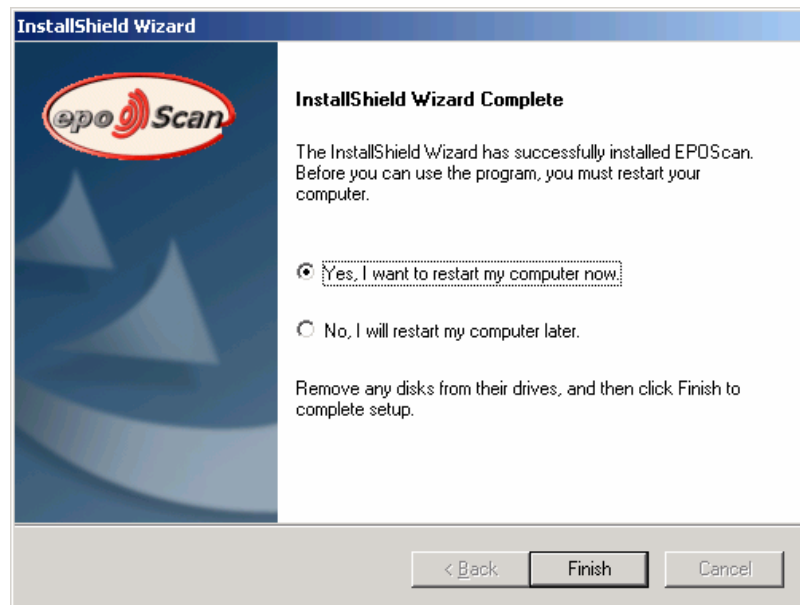 InstallShield Wizard
epo Scan
InstallShield Wizard Complete
The InstallShield Wizard has successfully installed EPOScan.
Before you can use the program, you must restart your
computer.
Yes, I want to restart my computer now.
No, I will restart my computer later.
Remove any disks from their drives, and then click Finish to
complete setup.
< Back
Finish
Cancel